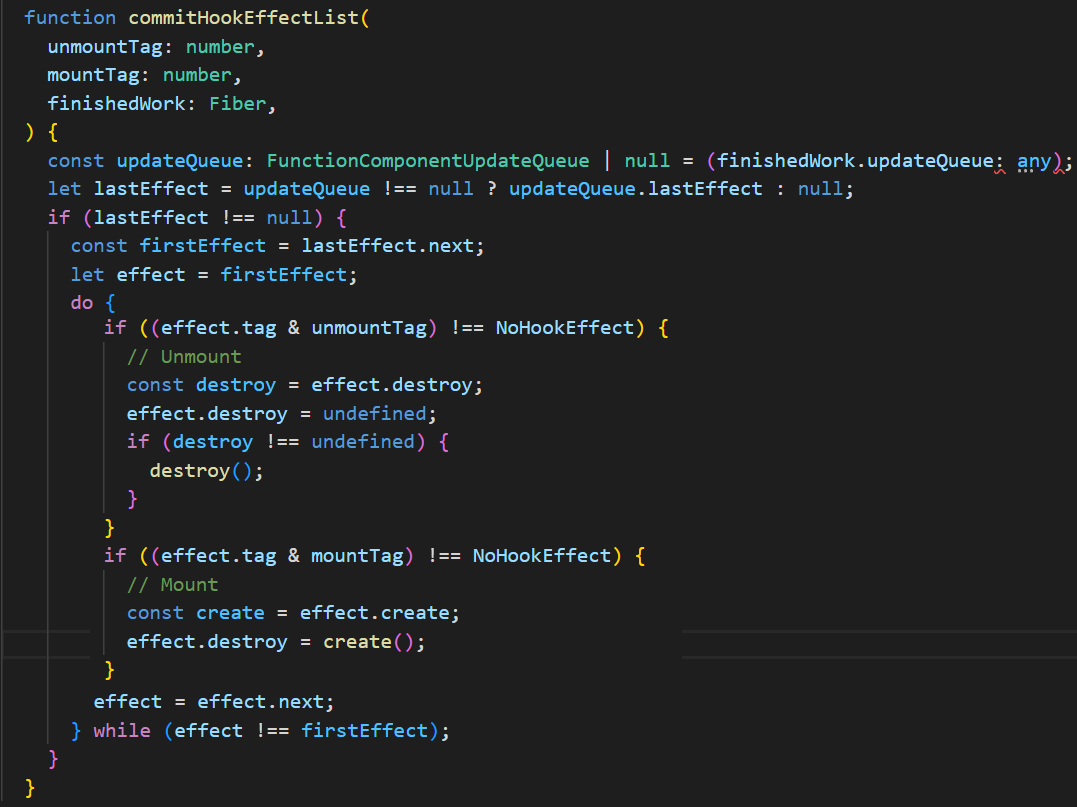 function commitHookEffectList(
  unmountTag: number,
  mountTag: number,
  finishedWork: Fiber,
) {
  const updateQueue: FunctionComponentUpdateQueue | null = (finishedWork.updateQueue: any);
  let lastEffect = updateQueue !== null ? updateQueue.lastEffect : null;
  if (lastEffect !== null) {
    const firstEffect = lastEffect.next;
    let effect = firstEffect;
    do {
       if ((effect.tag & unmountTag) !== NoHookEffect) {
         // Unmount
         const destroy = effect.destroy;
         effect.destroy = undefined;
         if (destroy !== undefined) {
           destroy();
         }
       }
       if ((effect.tag & mountTag) !== NoHookEffect) {
         // Mount
         const create = effect.create;
         effect.destroy = create();
       }
      effect = effect.next;
    } while (effect !== firstEffect);
  }
}